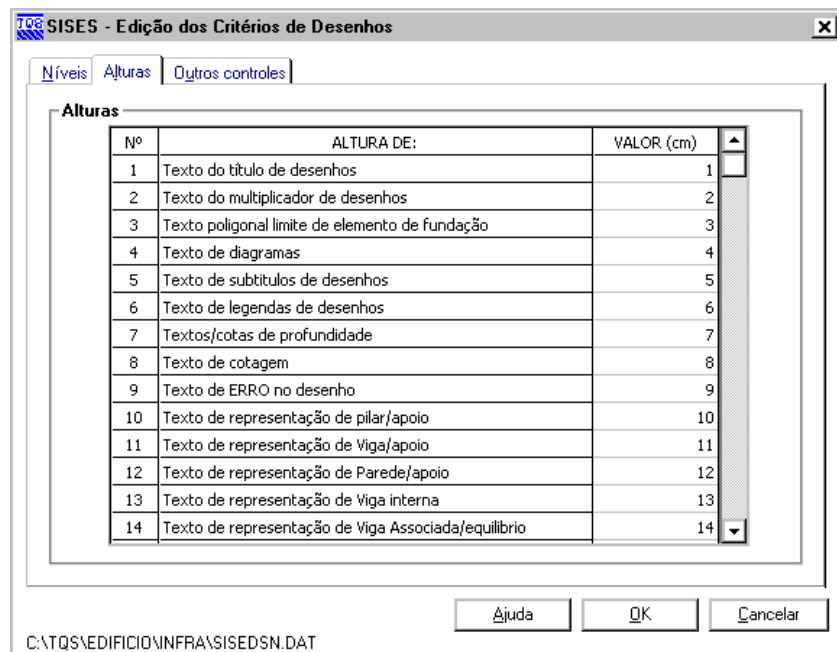 TQS SISES - Edição dos Critérios de Desenhos
Níveis Alturas Outros controles
Alturas
Nº ALTURA DE: VALOR (cm)
1 Texto do título de desenhos 1
2 Texto do multiplicador de desenhos 2
3 Texto poligonal limite de elemento de fundação 3
4 Texto de diagramas 4
5 Texto de subtitulos de desenhos 5
6 Texto de legendas de desenhos 6
7 Textos/cotas de profundidade 7
8 Texto de cotagem 8
9 Texto de ERRO no desenho 9
10 Texto de representação de pilar/apoio 10
11 Texto de representação de Viga/apoio 11
12 Texto de representação de Parede/apoio 12
13 Texto de representação de Viga interna 13
14 Texto de representação de Viga Associada/equilibrio 14
Ajuda OK Cancelar
C:\TQS\EDIFICIO\INFRA\SISEDSN.DAT